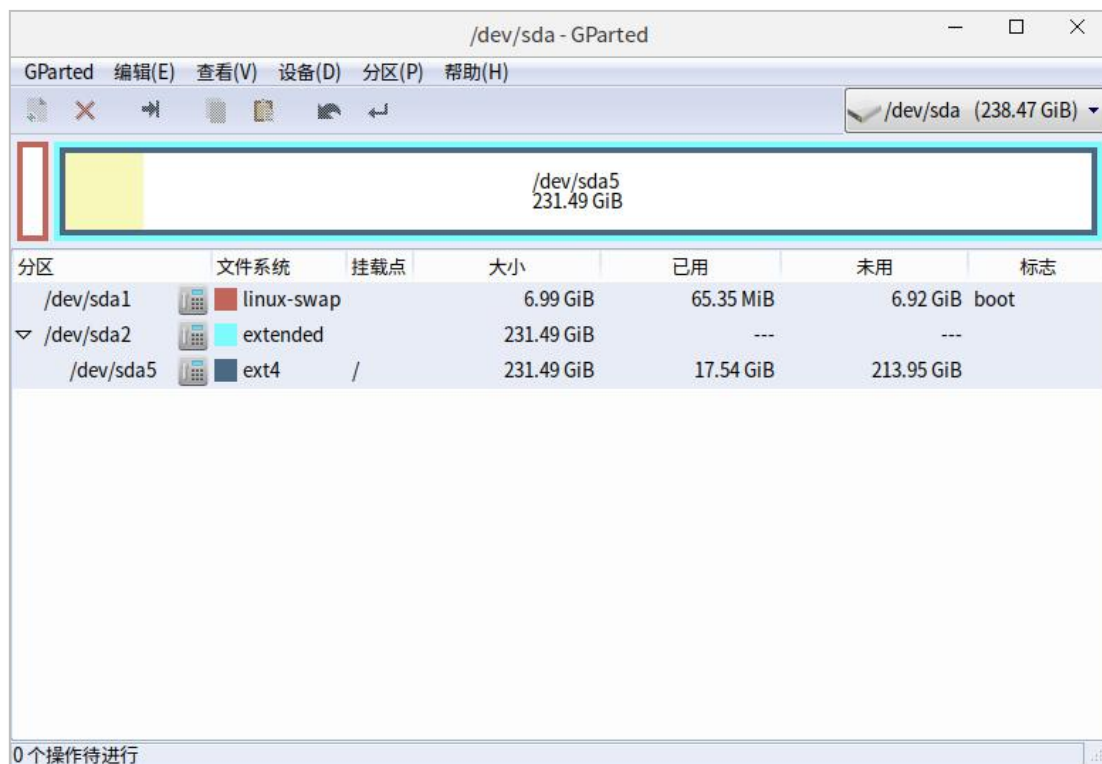 /dev/sda - GParted
GParted 编辑(E) 查看(V) 设备(D) 分区(P) 帮助(H)
/dev/sda (238.47 GiB)
/dev/sda5
231.49 GiB
分区 文件系统 挂载点 大小 已用 未用 标志
/dev/sda1 linux-swap 6.99 GiB 65.35 MiB 6.92 GiB boot
/dev/sda2 extended 231.49 GiB --- ---
/dev/sda5 ext4 / 231.49 GiB 17.54 GiB 213.95 GiB
0 个操作待进行